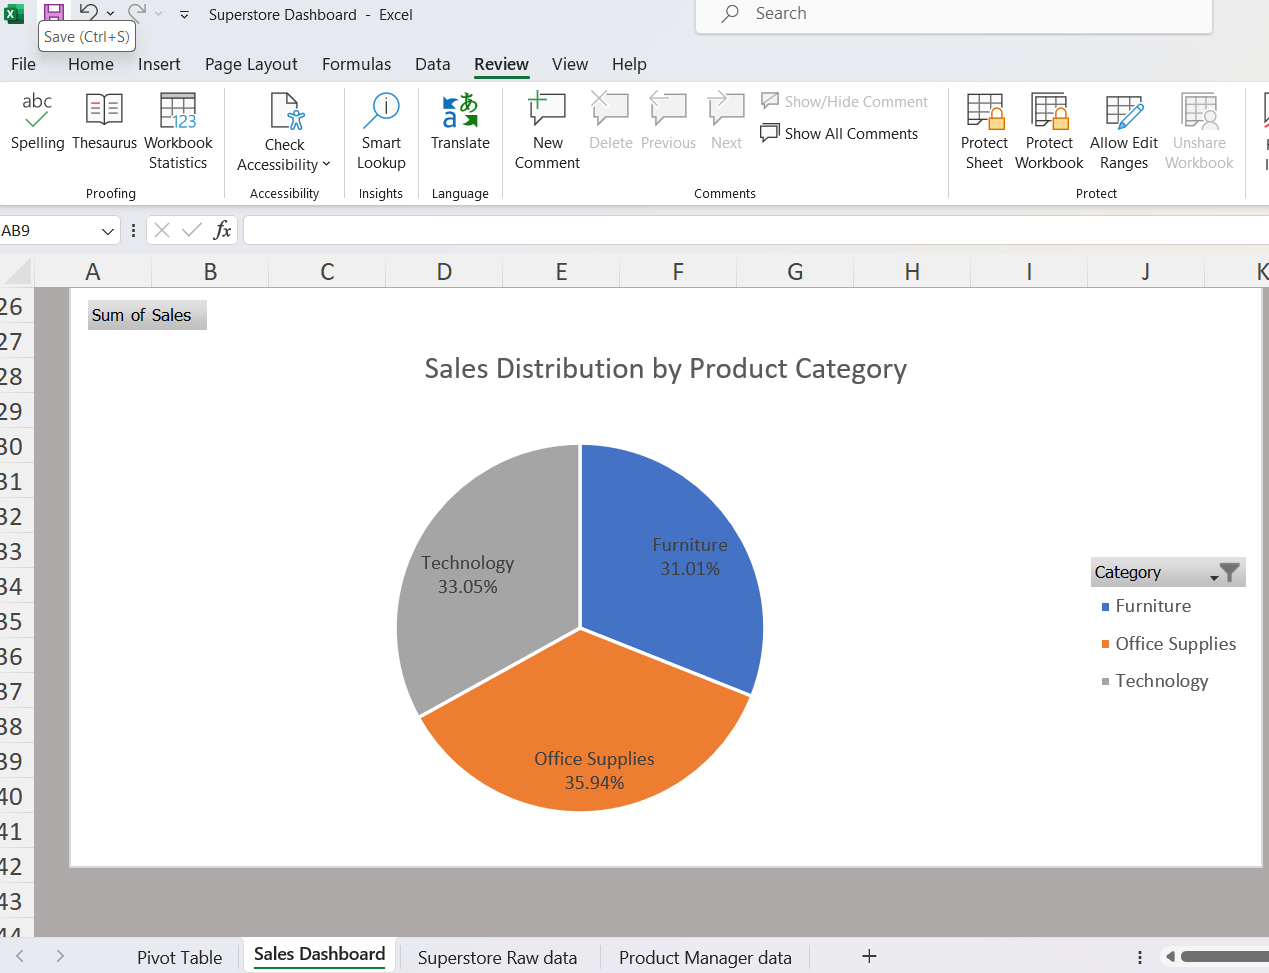 Superstore Dashboard - Excel
Search
Save (Ctrl+S)
File Home Insert Page Layout Formulas Data Review View Help
abc
Spelling
Thesaurus
123
Workbook Statistics
Proofing
Check Accessibility
Accessibility
Smart Lookup
Insights
あ
a
Translate
Language
New Comment
Delete
Previous
Next
Show/Hide Comment
Show All Comments
Comments
Protect Sheet
Protect Workbook
Allow Edit Ranges
Unshare Workbook
Protect
AB9
fx
A B C D E F G H I J K
26
27
28
29
30
31
32
33
34
35
36
37
38
39
40
41
42
43
44
Sum of Sales
Sales Distribution by Product Category
Furniture
31.01%
Technology
33.05%
Office Supplies
35.94%
Category
Furniture
Office Supplies
Technology
Pivot Table Sales Dashboard Superstore Raw data Product Manager data